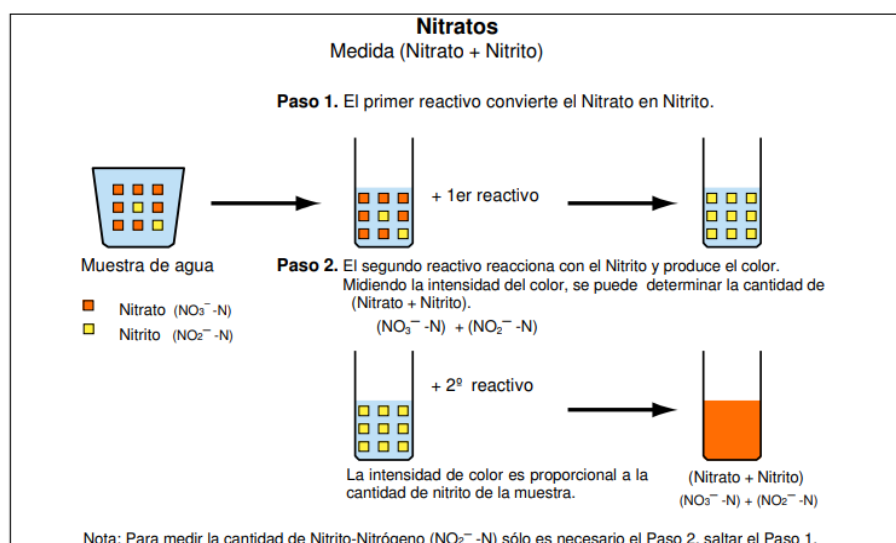 Nitratos
Medida (Nitrato + Nitrito)
Paso 1. El primer reactivo convierte el Nitrato en Nitrito.
+ 1er reactivo
Muestra de agua
Nitrato (NO₃⁻ -N)
Nitrito (NO₂⁻ -N)
Paso 2. El segundo reactivo reacciona con el Nitrito y produce el color.
Midiendo la intensidad del color, se puede determinar la cantidad de
(Nitrato + Nitrito).
(NO₃⁻ -N) + (NO₂⁻ -N)
+ 2º reactivo
La intensidad de color es proporcional a la
cantidad de nitrito de la muestra.
(Nitrato + Nitrito)
(NO₃⁻ -N) + (NO₂⁻ -N)
Nota: Para medir la cantidad de Nitrito-Nitrógeno (NO₂⁻ -N) sólo es necesario el Paso 2, saltar el Paso 1.